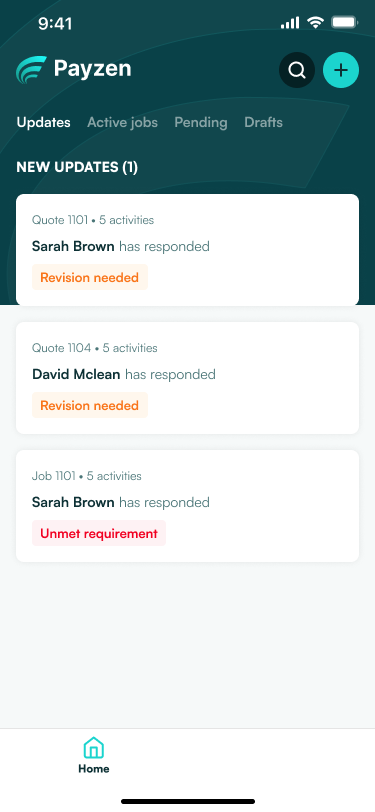 9:41
Payzen
Updates Active jobs Pending Drafts
NEW UPDATES (1)
Quote 1101 • 5 activities
Sarah Brown has responded
Revision needed
Quote 1104 • 5 activities
David Mclean has responded
Revision needed
Job 1101 • 5 activities
Sarah Brown has responded
Unmet requirement
Home